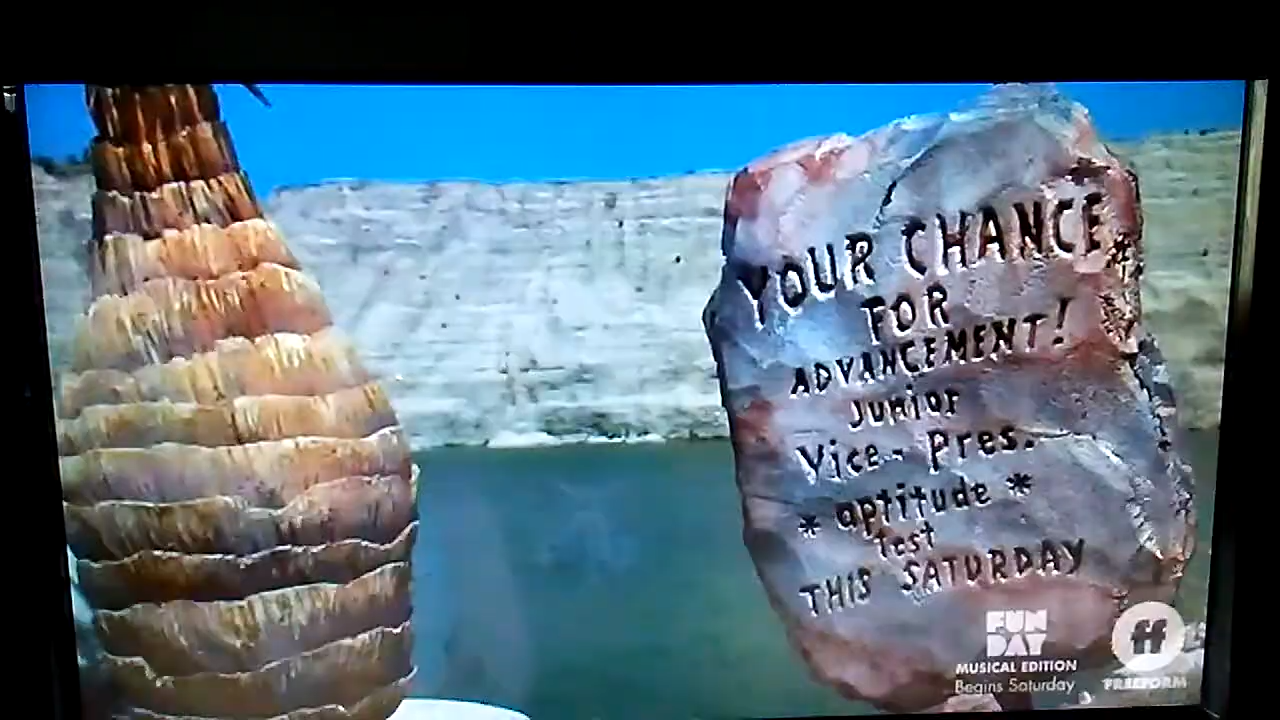 YOUR CHANCE
FOR
ADVANCEMENT!
Junior
Vice-Pres.
* aptitude *
test
THIS SATURDAY
FUN
DAY
MUSICAL EDITION
Begins Saturday
ff
FREEFORM